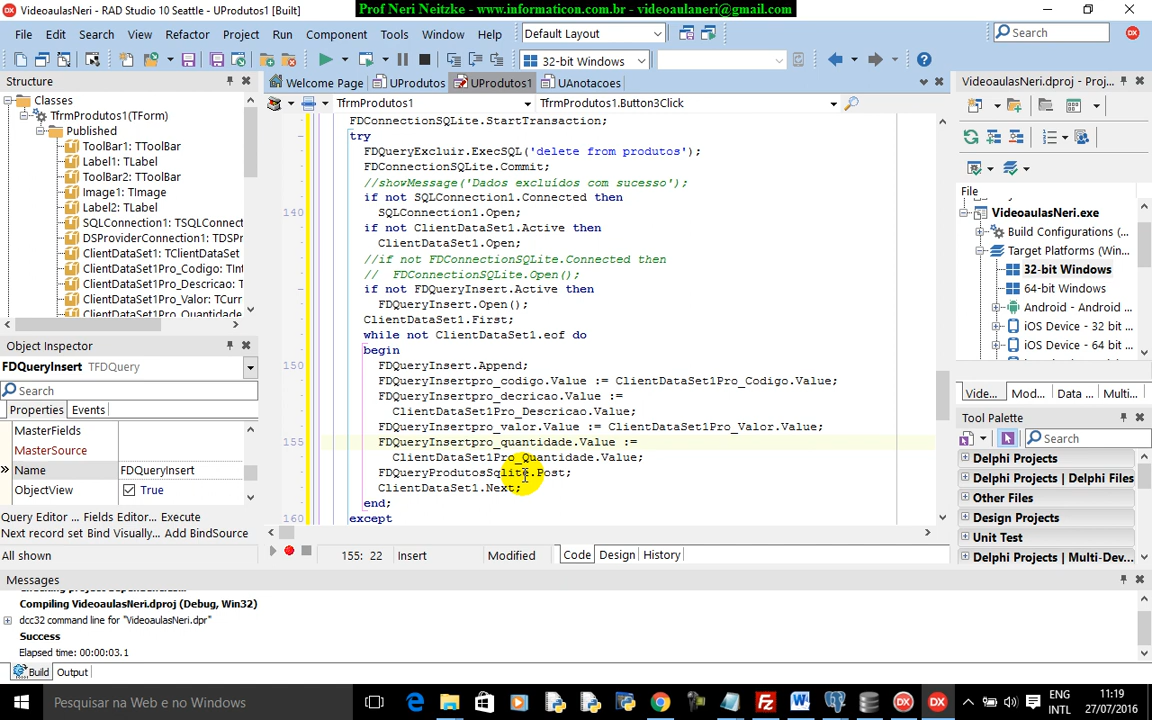 VideoaulasNeri - RAD Studio 10 Seattle - UProdutos1 [Built]
Prof Neri Neitzke - www.informaticon.com.br - videoaulaneri@gmail.com
File Edit Search View Refactor Project Run Component Tools Window Help
Default Layout
Search
32-bit Windows
Structure
Welcome Page UProdutos UProdutos1 UAnotacoes
VideoaulasNeri.dproj - Proj...
TfrmProdutos1
TfrmProdutos1.Button3Click
Classes
TfrmProdutos1(TForm)
Published
ToolBar1: TToolBar
Label1: TLabel
ToolBar2: TToolBar
Image1: TImage
Label2: TLabel
SQLConnection1: TSQLConnect
DSProviderConnection1: TDSPr
ClientDataSet1: TClientDataSet
ClientDataSet1Pro_Codigo: TInt
ClientDataSet1Pro_Descricao: T
ClientDataSet1Pro_Valor: TCurr
ClientDataSet1Pro_Quantidade
Object Inspector
FDQueryInsert TFDQuery
Search
Properties Events
MasterFields
MasterSource
Name FDQueryInsert
ObjectView True
Query Editor ... Fields Editor... Execute
Next record set Bind Visually... Add BindSource
All shown
FDConnectionSQLite.StartTransaction;
try
FDQueryExcluir.ExecSQL('delete from produtos');
FDConnectionSQLite.Commit;
//showMessage('Dados excluídos com sucesso');
if not SQLConnection1.Connected then
140 SQLConnection1.Open;
if not ClientDataSet1.Active then
ClientDataSet1.Open;
//if not FDConnectionSQLite.Connected then
// FDConnectionSQLite.Open();
if not FDQueryInsert.Active then
FDQueryInsert.Open();
ClientDataSet1.First;
while not ClientDataSet1.eof do
begin
150 FDQueryInsert.Append;
FDQueryInsertpro_codigo.Value := ClientDataSet1Pro_Codigo.Value;
FDQueryInsertpro_decricao.Value :=
ClientDataSet1Pro_Descricao.Value;
FDQueryInsertpro_valor.Value := ClientDataSet1Pro_Valor.Value;
155 FDQueryInsertpro_quantidade.Value :=
ClientDataSet1Pro_Quantidade.Value;
FDQueryProdutosSqlite.Post;
ClientDataSet1.Next;
end;
160 except
155: 22 Insert Modified Code Design History
File
VideoaulasNeri.exe
Build Configurations (...
Target Platforms (Win...
32-bit Windows
64-bit Windows
Android - Android ...
iOS Device - 32 bit ...
iOS Device - 64 bit ...
Vide... Mod... Data ... Multi...
Tool Palette
Search
Delphi Projects
Delphi Projects | Delphi Files
Other Files
Design Projects
Unit Test
Delphi Projects | Multi-Dev...
Messages
Compiling VideoaulasNeri.dproj (Debug, Win32)
dcc32 command line for "VideoaulasNeri.dpr"
Success
Elapsed time: 00:00:03.1
Build Output
Pesquisar na Web e no Windows
ENG
INTL
11:19
27/07/2016